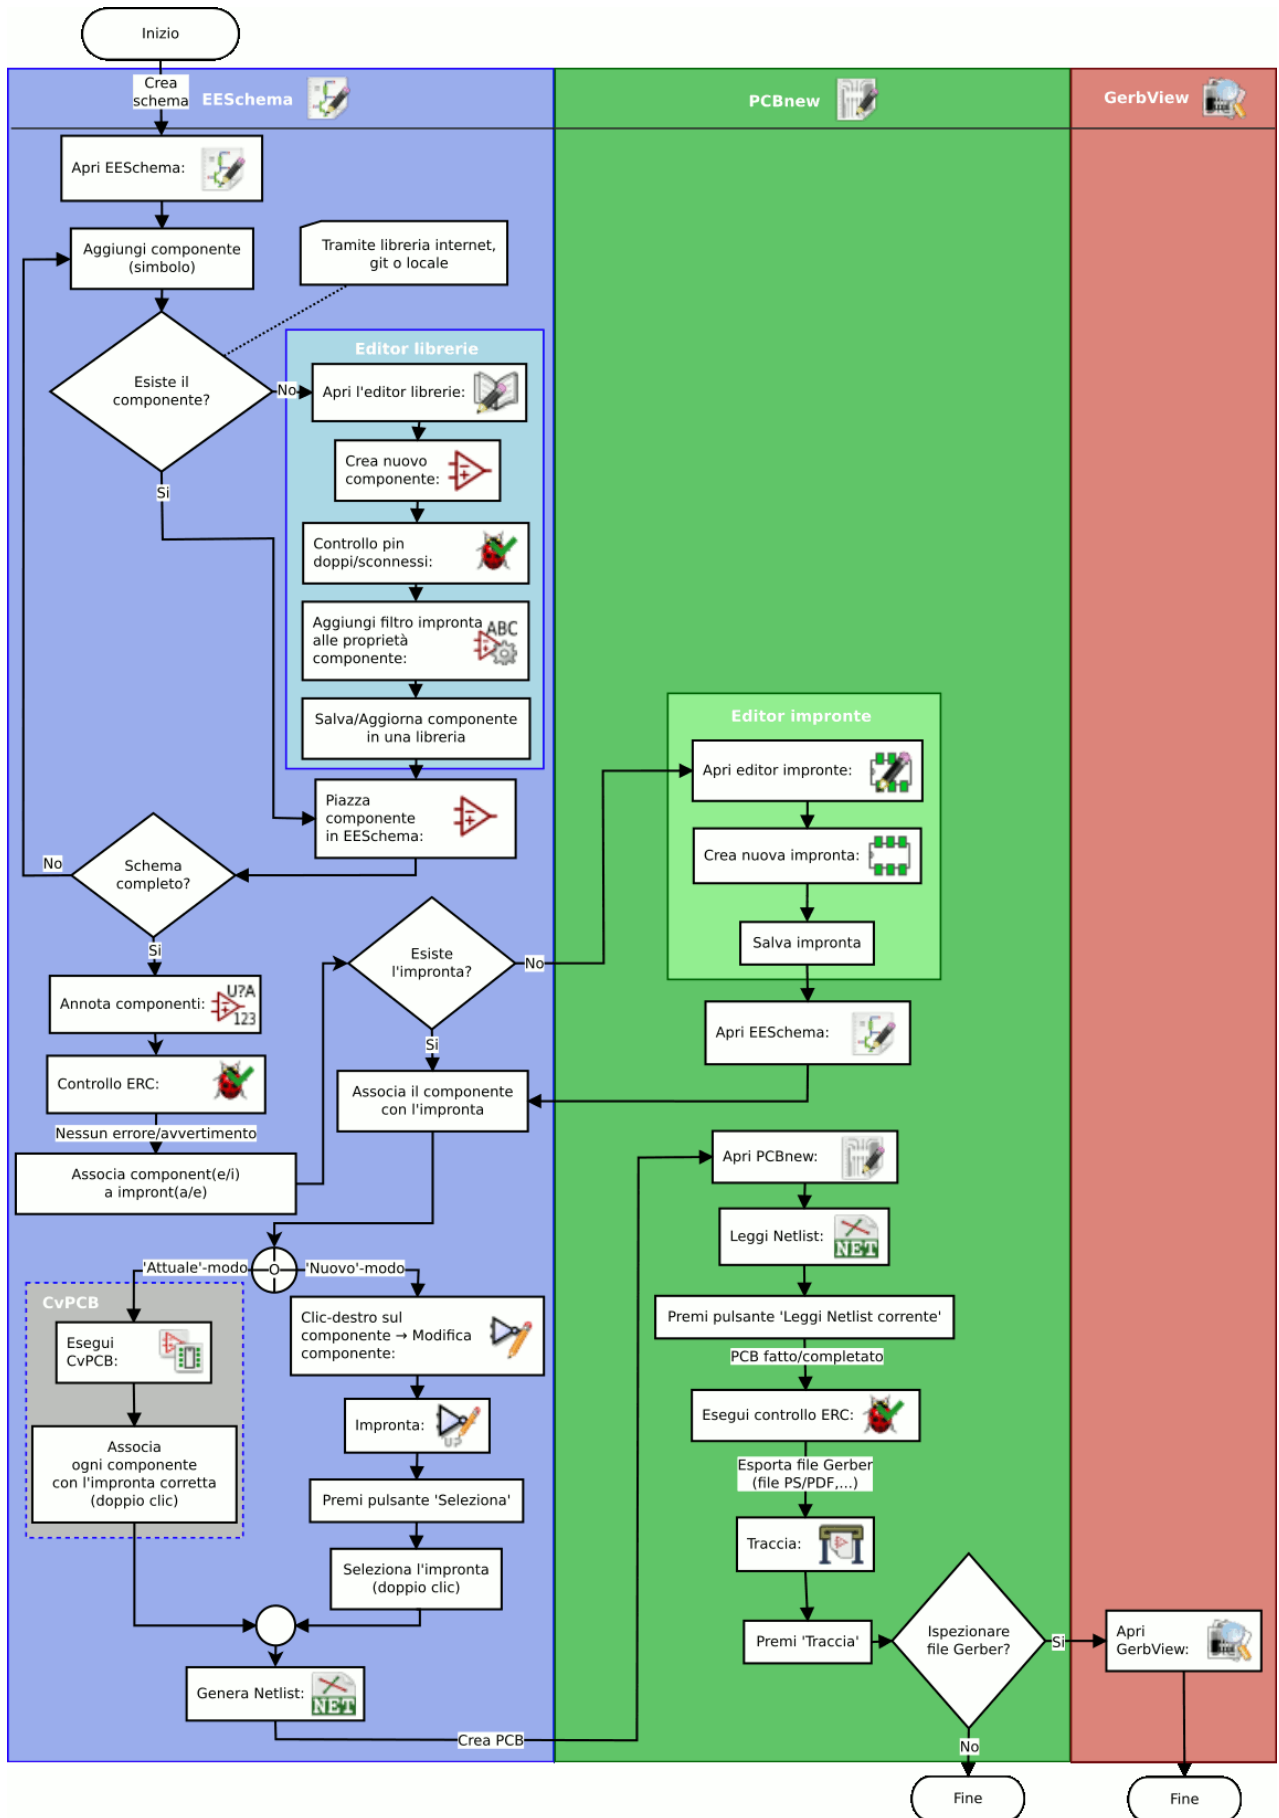 Inizio
Crea
schema
EESchema
PCBnew
GerbView
Apri EESchema:
Aggiungi componente
(simbolo)
Tramite libreria internet,
git o locale
Esiste il
componente?
No
Si
Editor librerie
Apri l'editor librerie:
Crea nuovo
componente:
Controllo pin
doppi/sconnessi:
Aggiungi filtro impronta
alle proprietà
componente:
ABC
Salva/Aggiorna componente
in una libreria
Piazza
componente
in EESchema:
Schema
completo?
No
Si
Annota componenti:
U?A
123
Controllo ERC:
Nessun errore/avvertimento
Associa component(e/i)
a impront(a/e)
Esiste
l'impronta?
No
Si
Editor impronte
Apri editor impronte:
Crea nuova impronta:
Salva impronta
Apri EESchema:
Associa il componente
con l'impronta
'Attuale'-modo
O
'Nuovo'-modo
CvPCB
Esegui
CvPCB:
Associa
ogni componente
con l'impronta corretta
(doppio clic)
Clic-destro sul
componente → Modifica
componente:
Impronta:
UP
Premi pulsante 'Seleziona'
Seleziona l'impronta
(doppio clic)
Genera Netlist:
NET
Crea PCB
Apri PCBnew:
Leggi Netlist:
NET
Premi pulsante 'Leggi Netlist corrente'
PCB fatto/completato
Esegui controllo ERC:
Esporta file Gerber
(file PS/PDF,...)
Traccia:
Premi 'Traccia'
Ispezionare
file Gerber?
Si
No
Apri
GerbView:
Fine
Fine